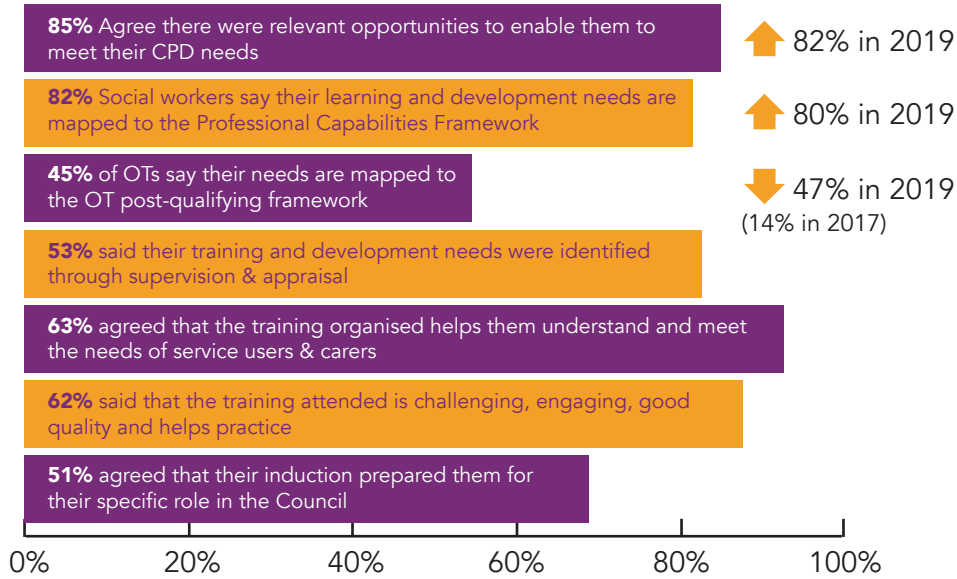 85% Agree there were relevant opportunities to enable them to
meet their CPD needs
82% in 2019
82% Social workers say their learning and development needs are
mapped to the Professional Capabilities Framework
80% in 2019
45% of OTs say their needs are mapped to
the OT post-qualifying framework
47% in 2019
(14% in 2017)
53% said their training and development needs were identified
through supervision & appraisal
63% agreed that the training organised helps them understand and meet
the needs of service users & carers
62% said that the training attended is challenging, engaging, good
quality and helps practice
51% agreed that their induction prepared them for
their specific role in the Council
0% 20% 40% 60% 80% 100%